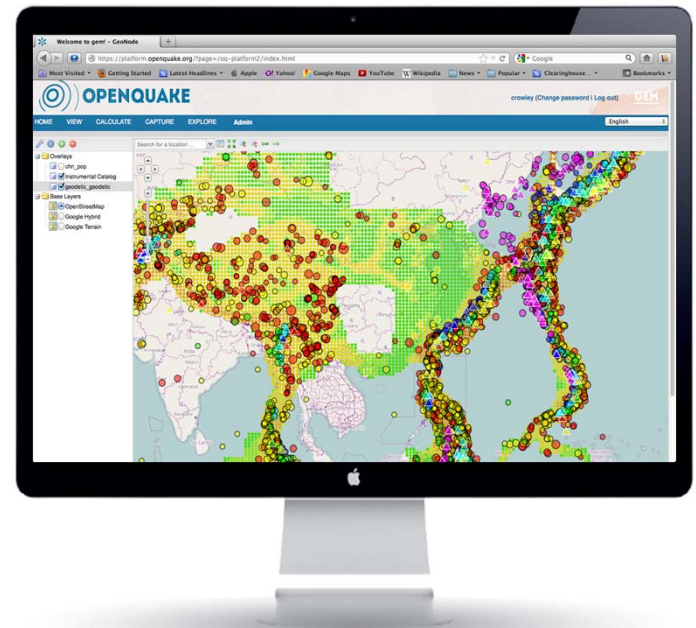 Welcome to gem! - GeoNode
https://platform.openquake.org/?page=/oq-platform2/index.html
Google
Most Visited
Getting Started
Latest Headlines
Apple
Yahoo!
Google Maps
YouTube
Wikipedia
News
Popular
Clearinghouse...
Bookmarks
OPENQUAKE
crowley (Change password | Log out)
GEM
HOME VIEW CALCULATE CAPTURE EXPLORE Admin
English
Search for a location ...
Overlays
chn_pop
Instrumental Catalog
geodetic_geodetic
Base Layers
OpenStreetMap
Google Hybrid
Google Terrain